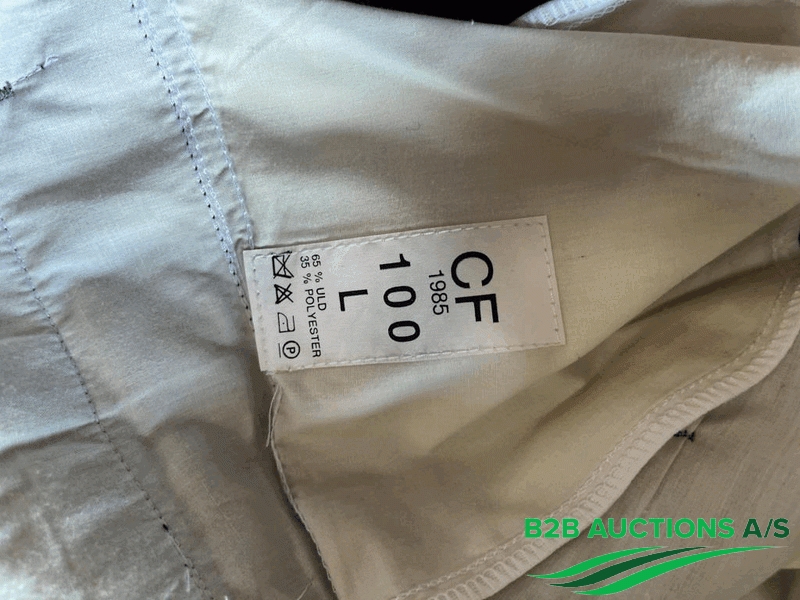 CF
1985
100
L
65 % ULD
35 % POLYESTER
P
B2B AUCTIONS A/S